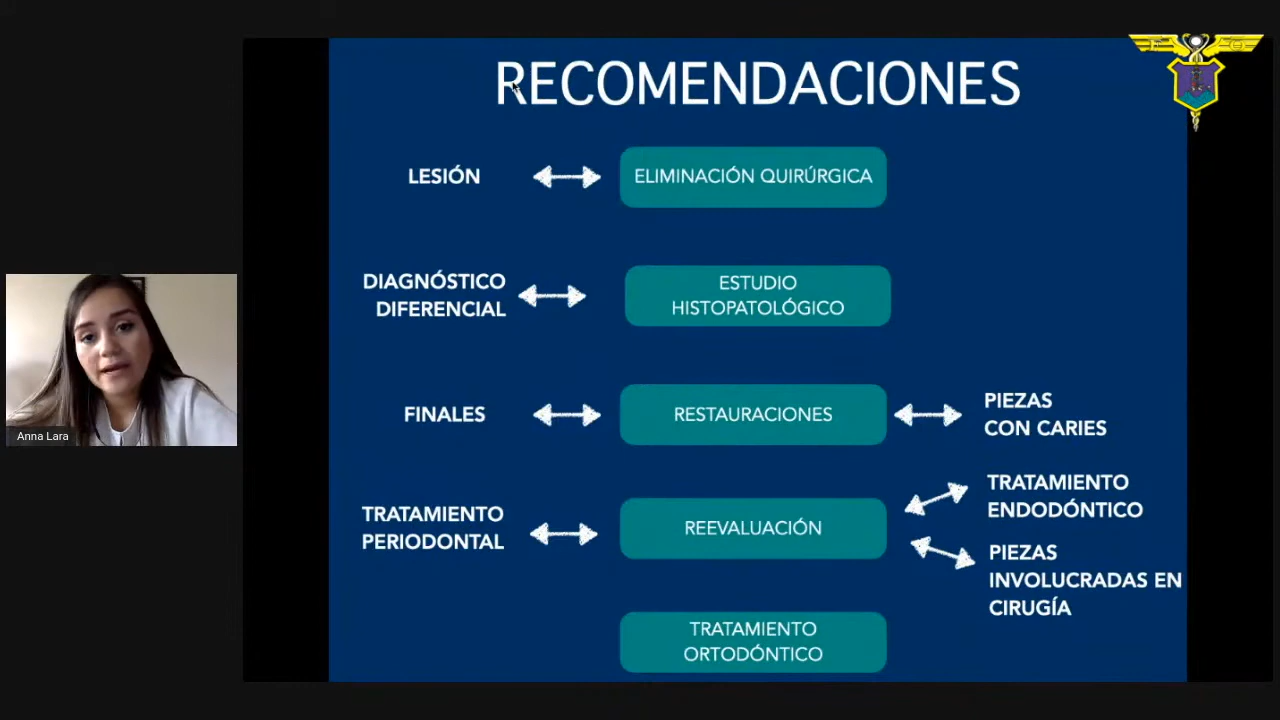 RECOMENDACIONES
LESIÓN
ELIMINACIÓN QUIRÚRGICA
DIAGNÓSTICO
DIFERENCIAL
ESTUDIO
HISTOPATOLÓGICO
FINALES
RESTAURACIONES
PIEZAS
CON CARIES
TRATAMIENTO
PERIODONTAL
REEVALUACIÓN
TRATAMIENTO
ENDODÓNTICO
PIEZAS
INVOLUCRADAS EN
CIRUGÍA
TRATAMIENTO
ORTODÓNTICO
Anna Lara